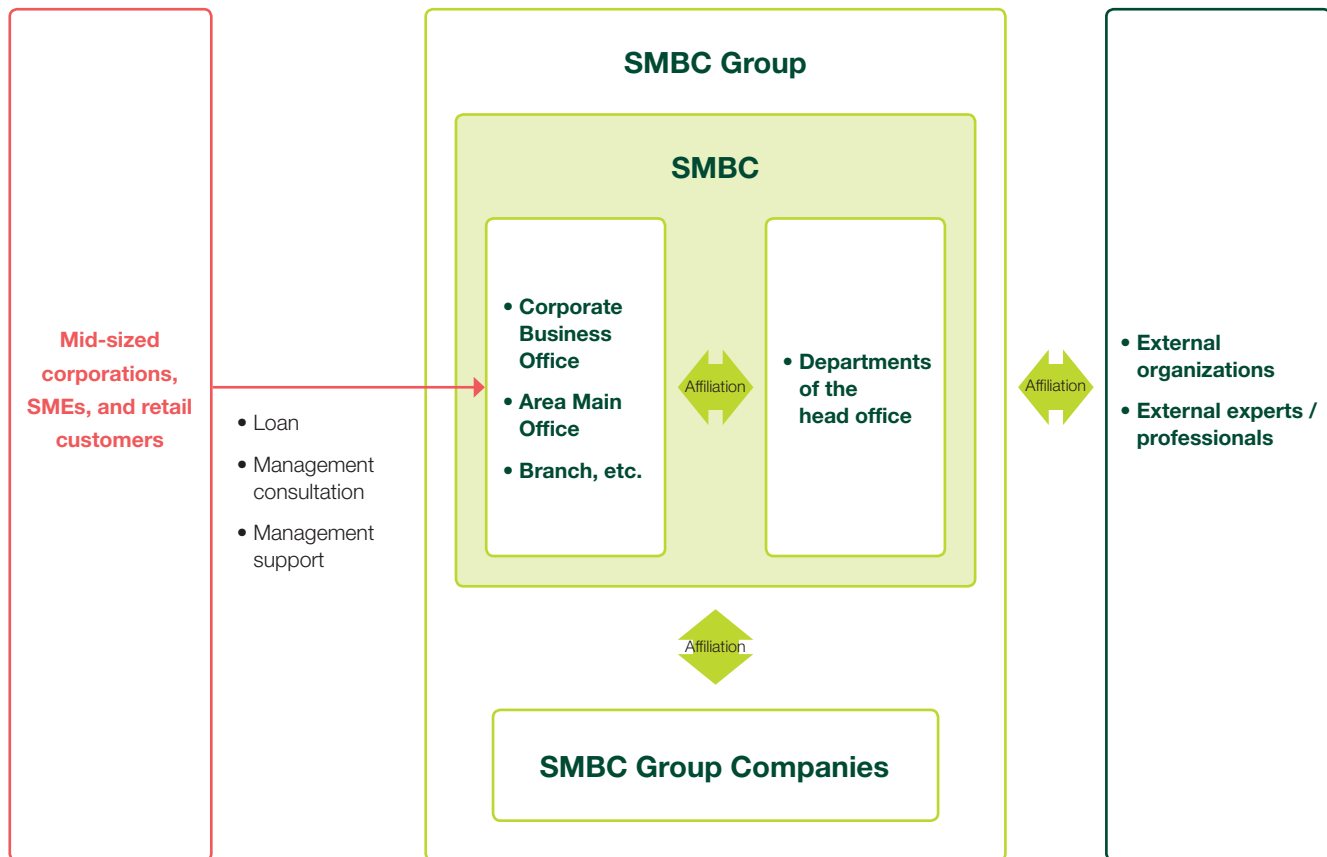 Mid-sized
corporations,
SMEs, and retail
customers
• Loan
• Management
consultation
• Management
support
SMBC Group
SMBC
• Corporate
Business
Office
• Area Main
Office
• Branch, etc.
Affiliation
• Departments
of the
head office
Affiliation
SMBC Group Companies
Affiliation
• External
organizations
• External experts /
professionals